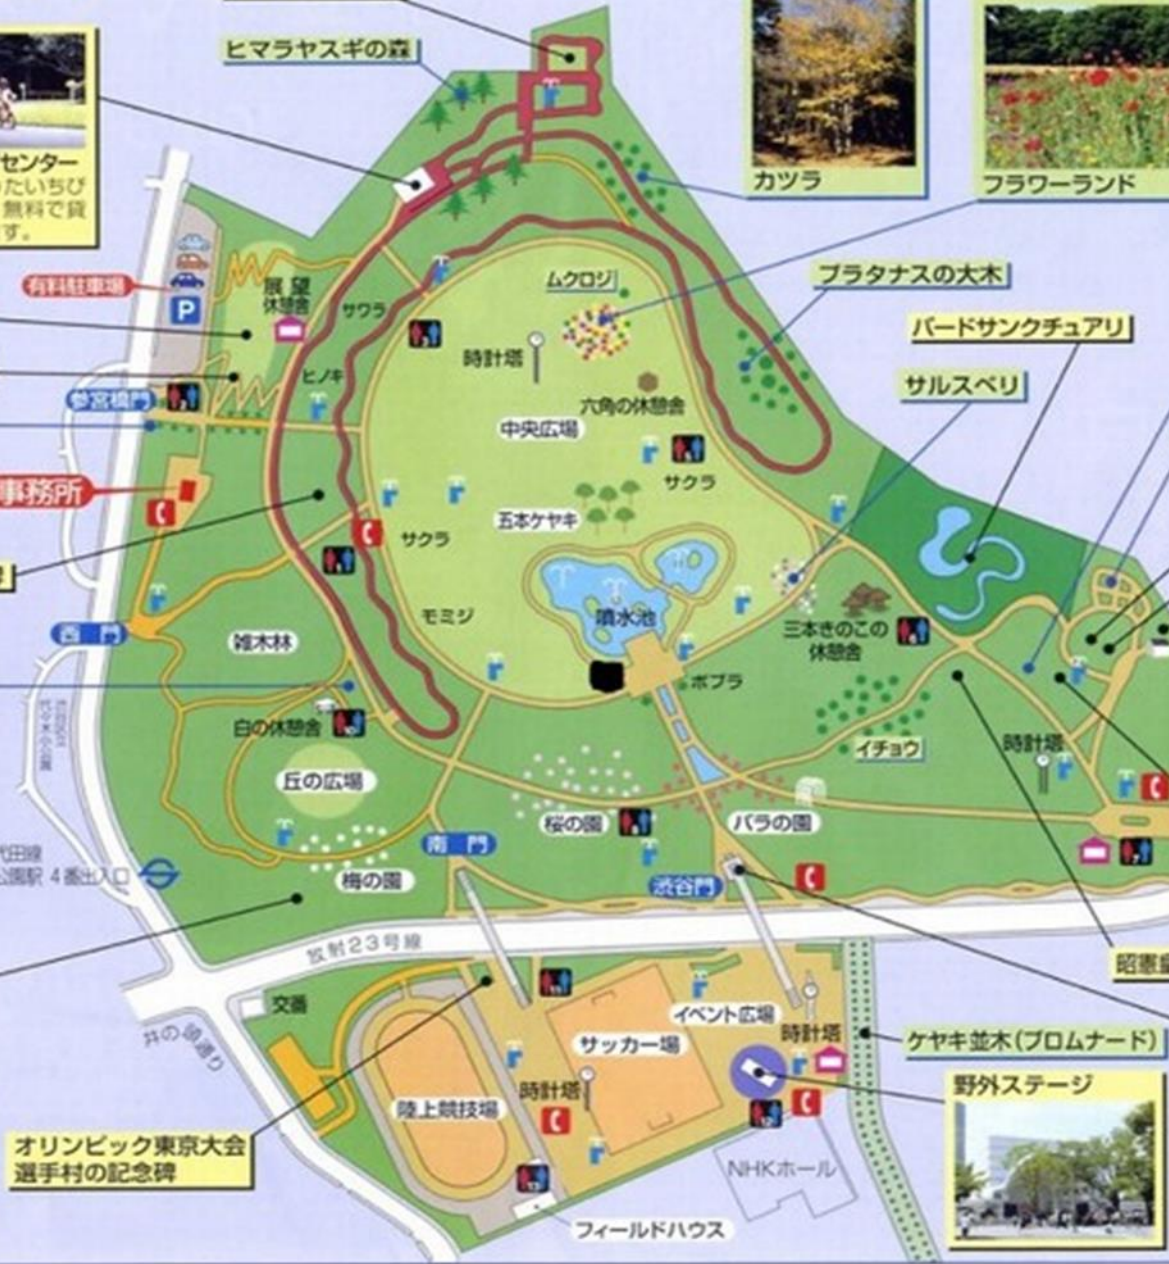 ヒマラヤスギの森
センター
たいちび
無料で貸
す。
カツラ
フラワーランド
有料駐車場
P
展望
休憩舎
サワラ
ムクロジ
プラタナスの大木
バードサンクチュアリ
時計塔
ヒノキ
参宮橋門
六角の休憩舎
サルスベリ
中央広場
サクラ
事務所
五本ケヤキ
サクラ
モミジ
噴水池
西門
雑木林
三本きのこの
休憩舎
ポプラ
白の休憩舎
イチョウ
時計塔
丘の広場
桜の園
バラの園
南門
代田線
公園駅 4番出入口
梅の園
渋谷門
放射23号線
昭憲
交番
井の頭通り
イベント広場
サッカー場
時計塔
ケヤキ並木(プロムナード)
時計塔
陸上競技場
野外ステージ
オリンピック東京大会
選手村の記念碑
NHKホール
フィールドハウス